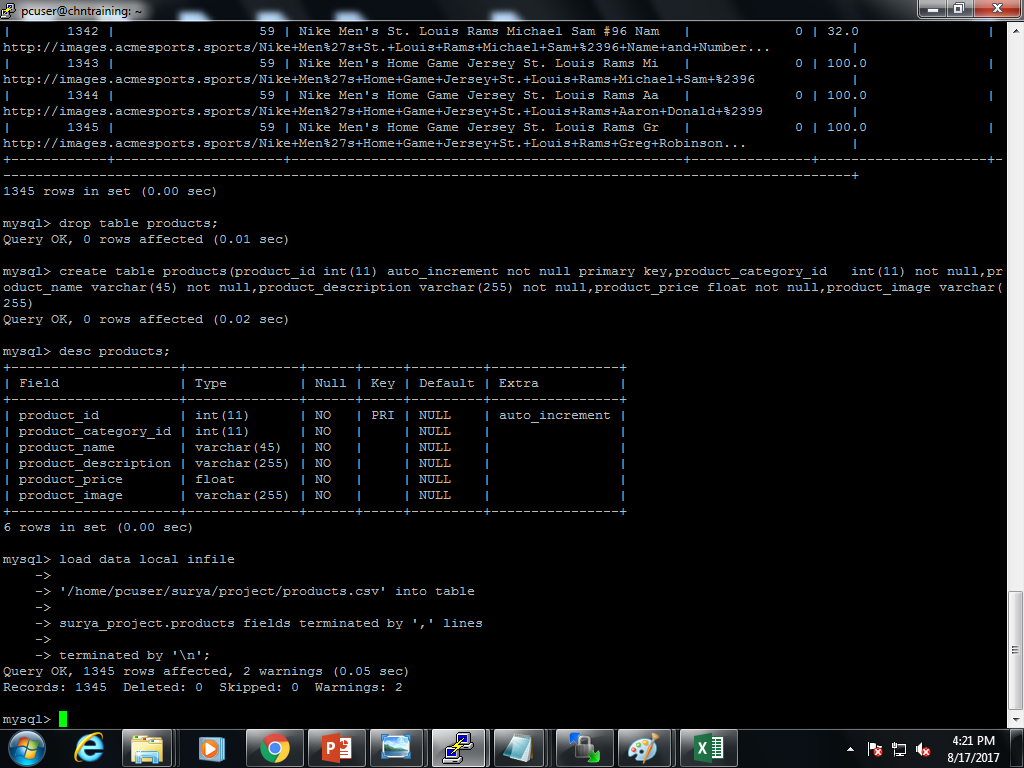 pcuser@chntraining: ~
| 1342 | 59 | Nike Men's St. Louis Rams Michael Sam #96 Nam | 0 | 32.0 |
http://images.acmesports.sports/Nike+Men%27s+St.+Louis+Rams+Michael+Sam+%2396+Name+and+Number... |
| 1343 | 59 | Nike Men's Home Game Jersey St. Louis Rams Mi | 0 | 100.0 |
http://images.acmesports.sports/Nike+Men%27s+Home+Game+Jersey+St.+Louis+Rams+Michael+Sam+%2396 |
| 1344 | 59 | Nike Men's Home Game Jersey St. Louis Rams Aa | 0 | 100.0 |
http://images.acmesports.sports/Nike+Men%27s+Home+Game+Jersey+St.+Louis+Rams+Aaron+Donald+%2399 |
| 1345 | 59 | Nike Men's Home Game Jersey St. Louis Rams Gr | 0 | 100.0 |
http://images.acmesports.sports/Nike+Men%27s+Home+Game+Jersey+St.+Louis+Rams+Greg+Robinson... |
1345 rows in set (0.00 sec)
mysql> drop table products;
Query OK, 0 rows affected (0.01 sec)
mysql> create table products(product_id int(11) auto_increment not null primary key,product_category_id   int(11) not null,pr
oduct_name varchar(45) not null,product_description varchar(255) not null,product_price float not null,product_image varchar(
255)
Query OK, 0 rows affected (0.02 sec)
mysql> desc products;
| Field | Type | Null | Key | Default | Extra |
| product_id | int(11) | NO | PRI | NULL | auto_increment |
| product_category_id | int(11) | NO | | NULL | |
| product_name | varchar(45) | NO | | NULL | |
| product_description | varchar(255) | NO | | NULL | |
| product_price | float | NO | | NULL | |
| product_image | varchar(255) | NO | | NULL | |
6 rows in set (0.00 sec)
mysql> load data local infile
->
-> '/home/pcuser/surya/project/products.csv' into table
->
-> surya_project.products fields terminated by ',' lines
->
-> terminated by '\n';
Query OK, 1345 rows affected, 2 warnings (0.05 sec)
Records: 1345  Deleted: 0  Skipped: 0  Warnings: 2
mysql>
4:21 PM
8/17/2017